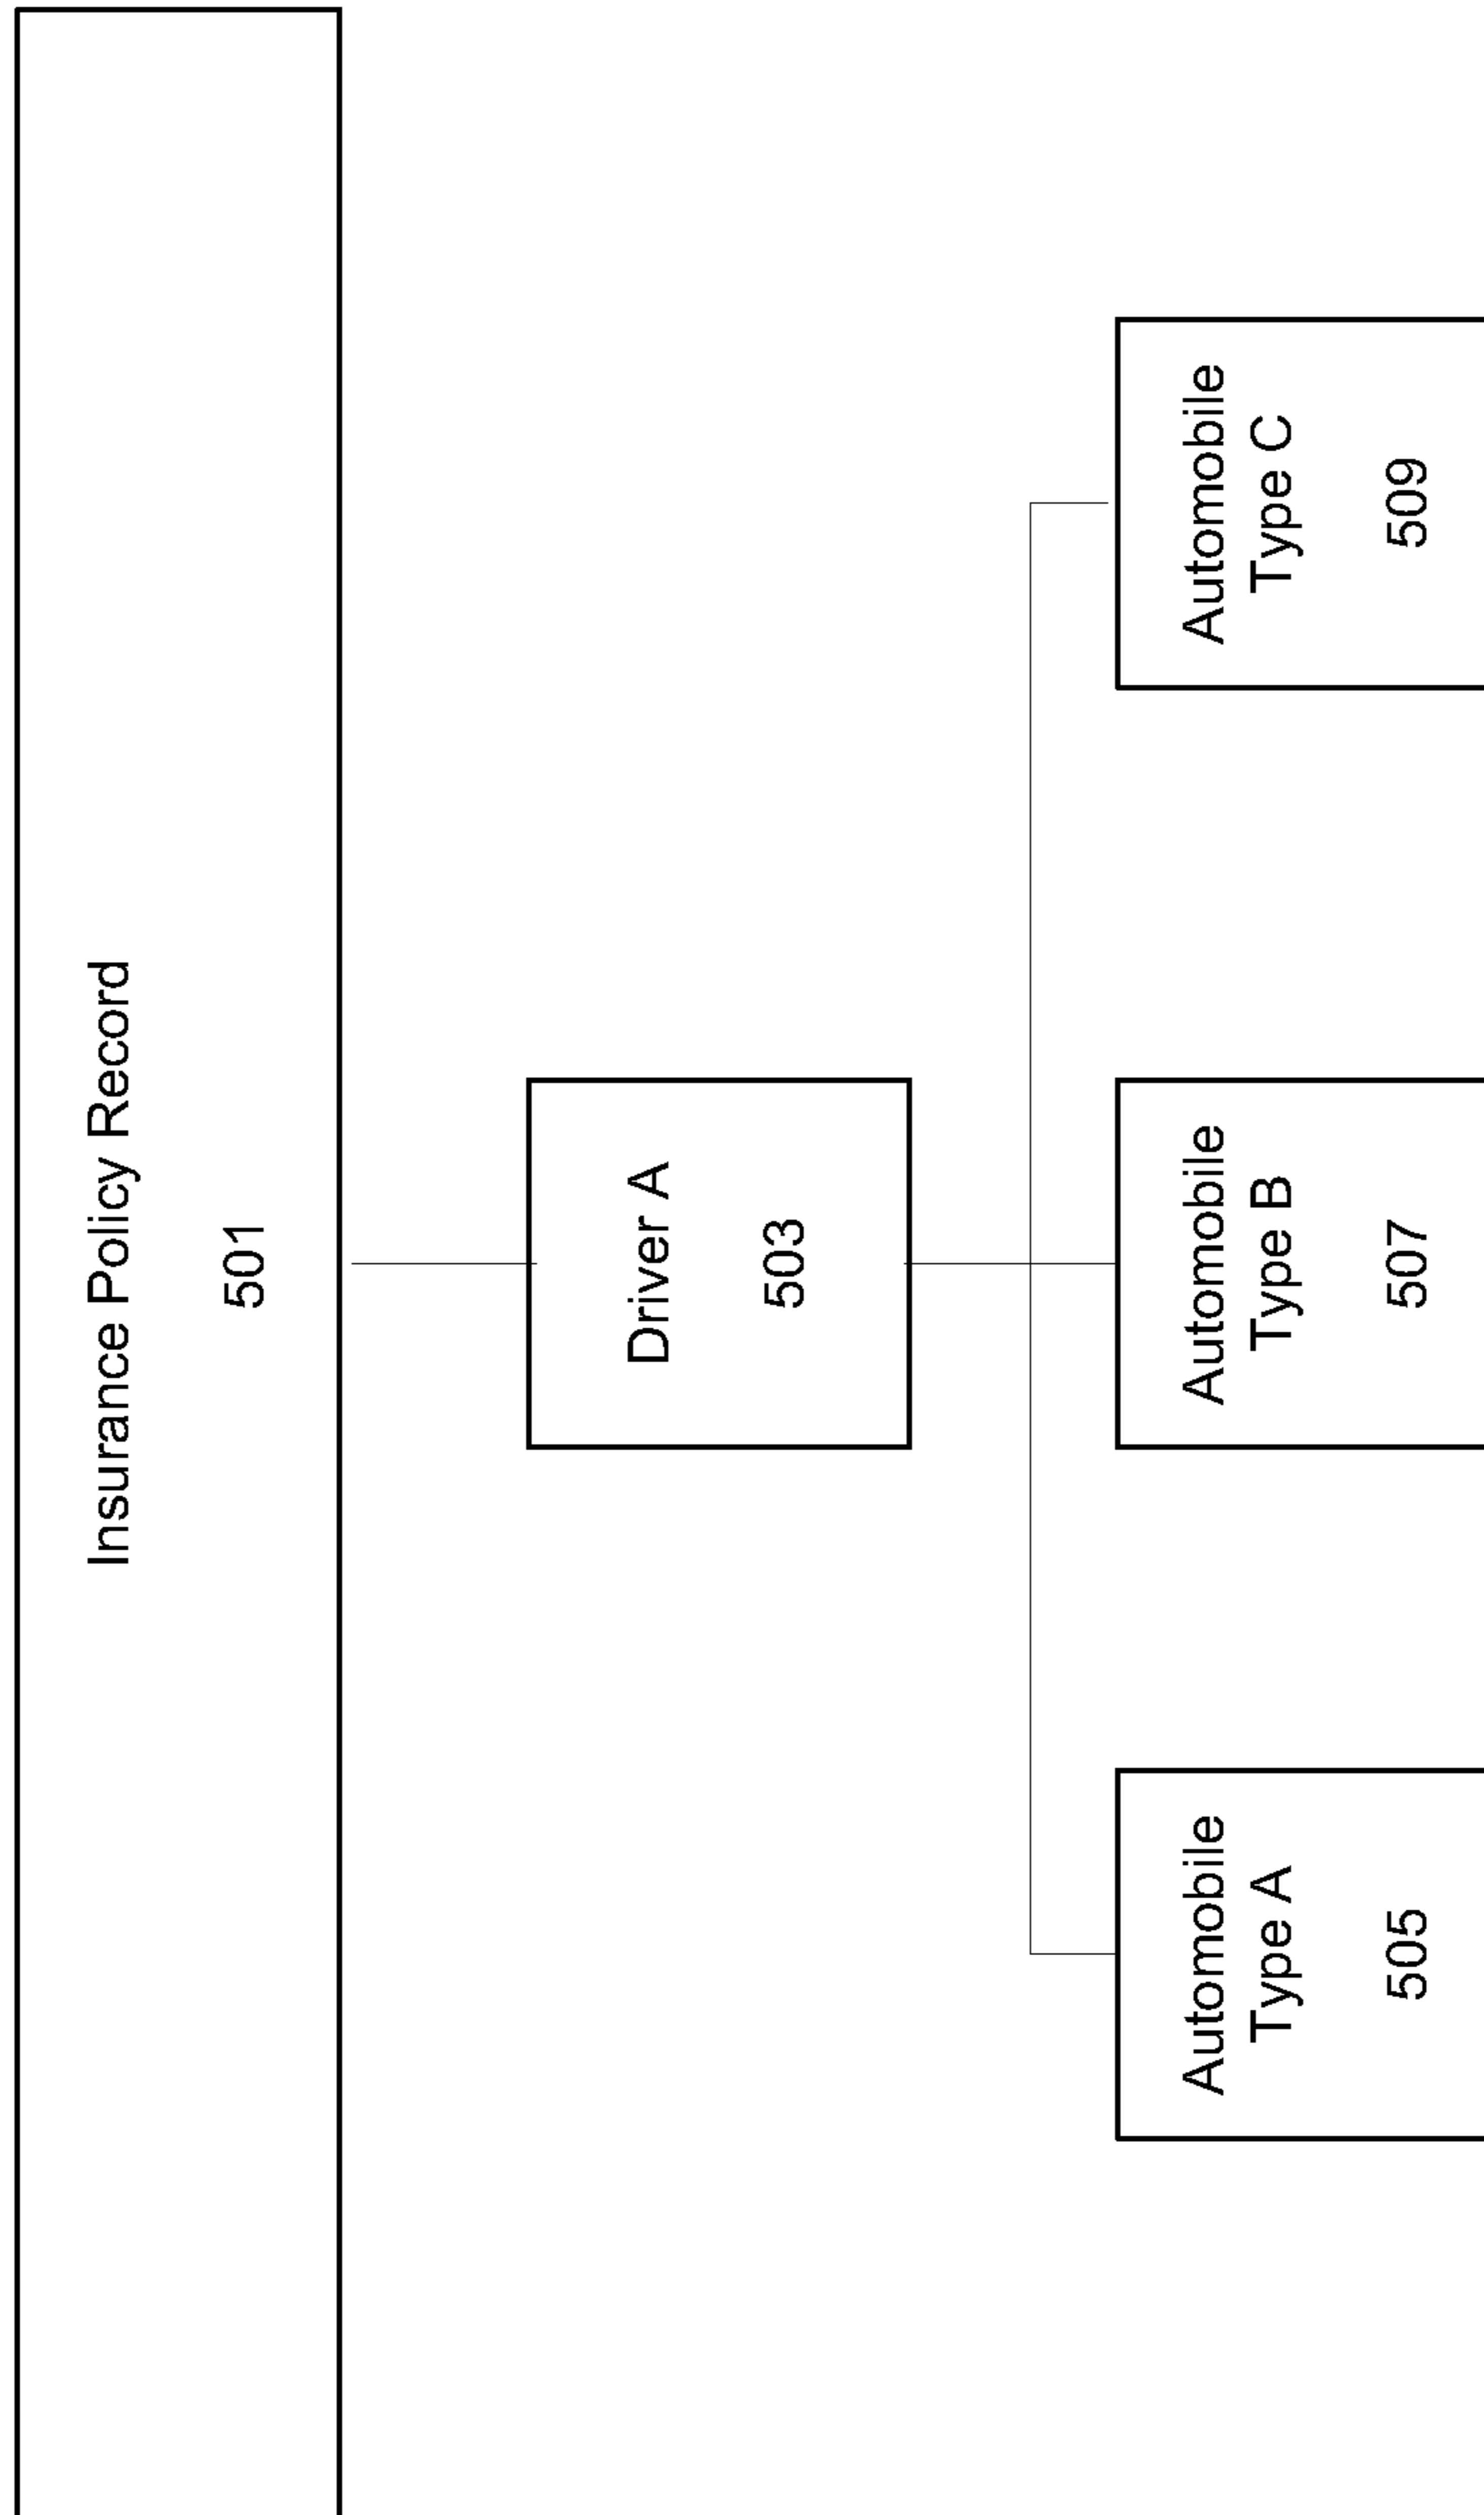 Insurance Policy Record
501
Driver A
503
Automobile
Type A
505
Automobile
Type B
507
Automobile
Type C
509